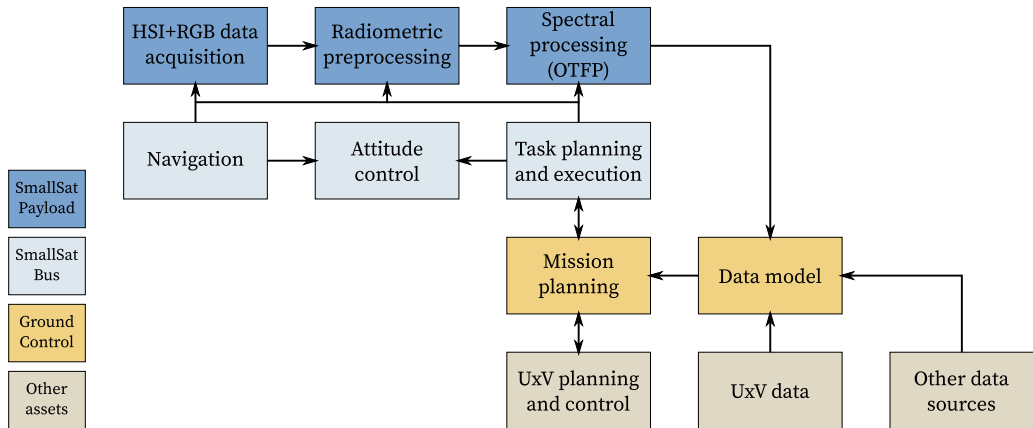 HSI+RGB data
acquisition
Radiometric
preprocessing
Spectral
processing
(OTFP)
Navigation
Attitude
control
Task planning
and execution
SmallSat
Payload
SmallSat
Bus
Ground
Control
Other
assets
Mission
planning
Data model
UxV planning
and control
UxV data
Other data
sources